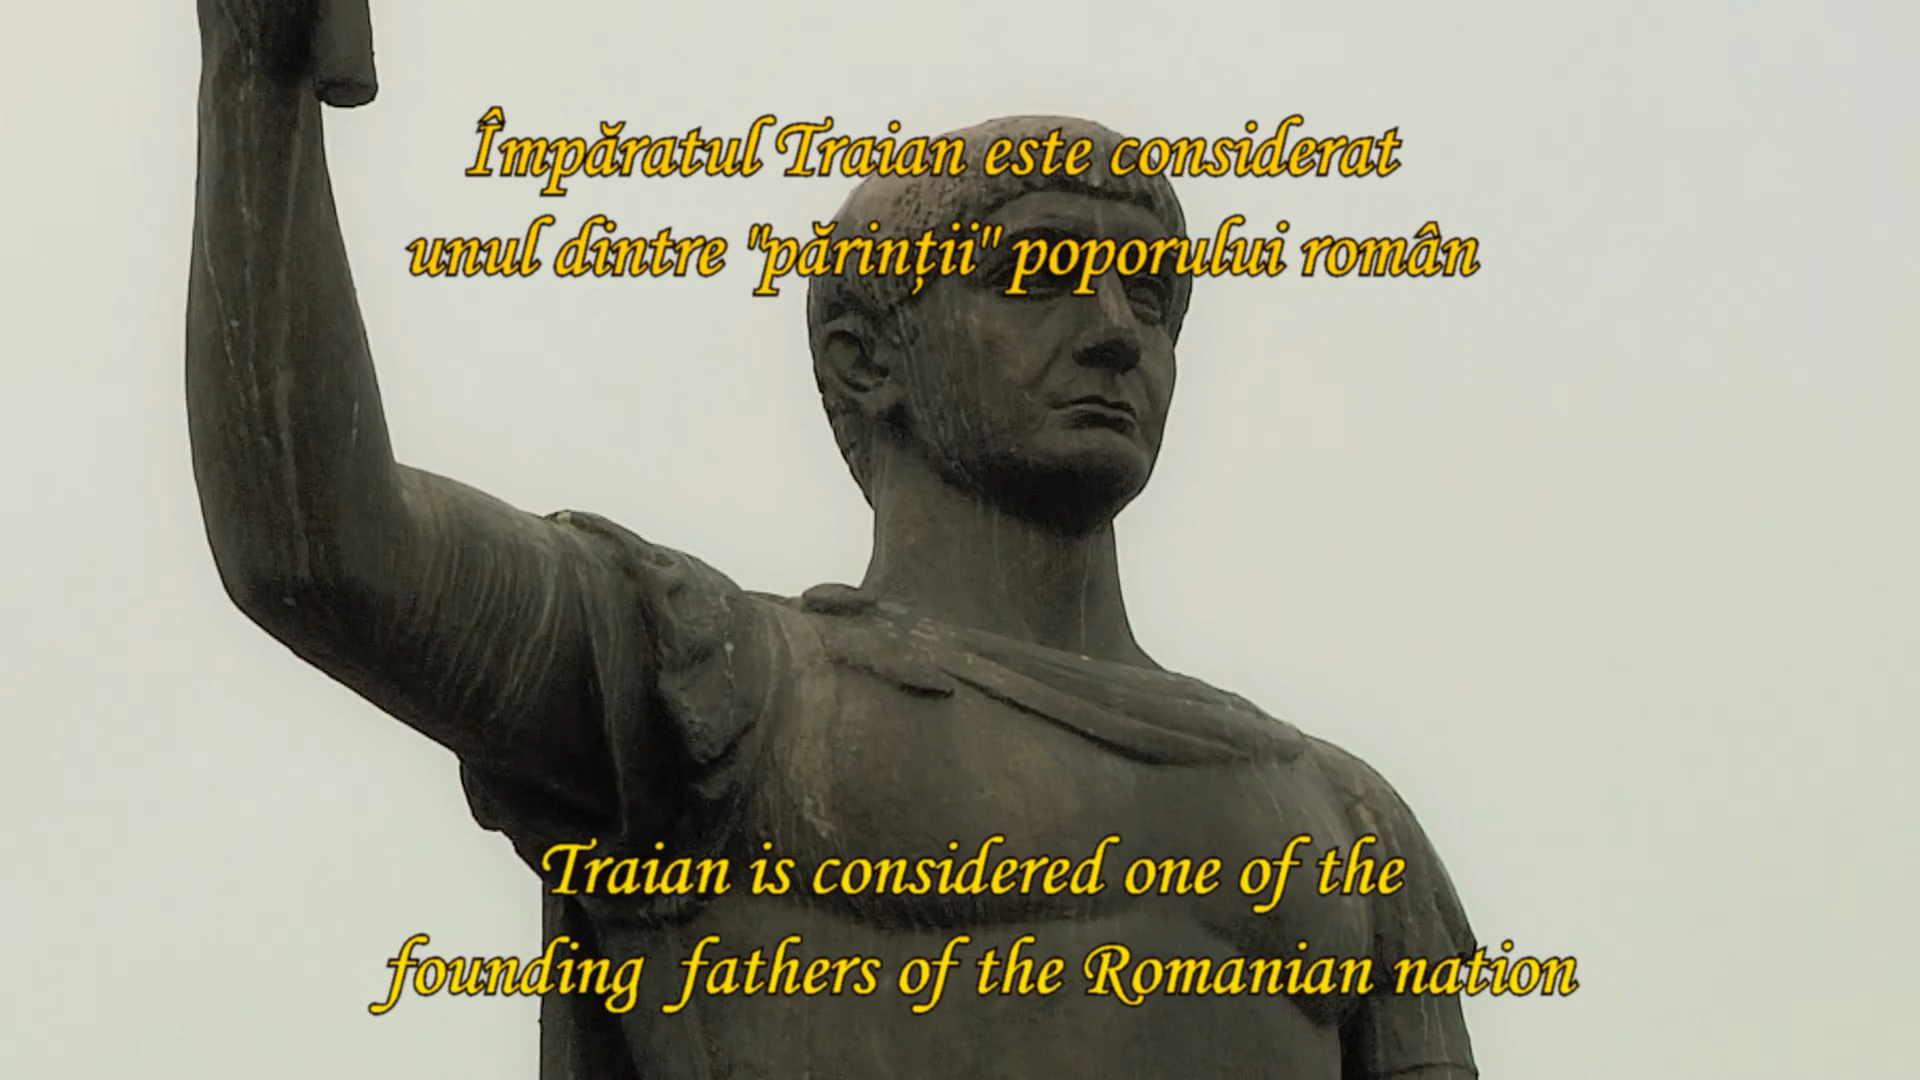 Împăratul Traian este considerat
unul dintre "părinții" poporului român
Traian is considered one of the
founding fathers of the Romanian nation